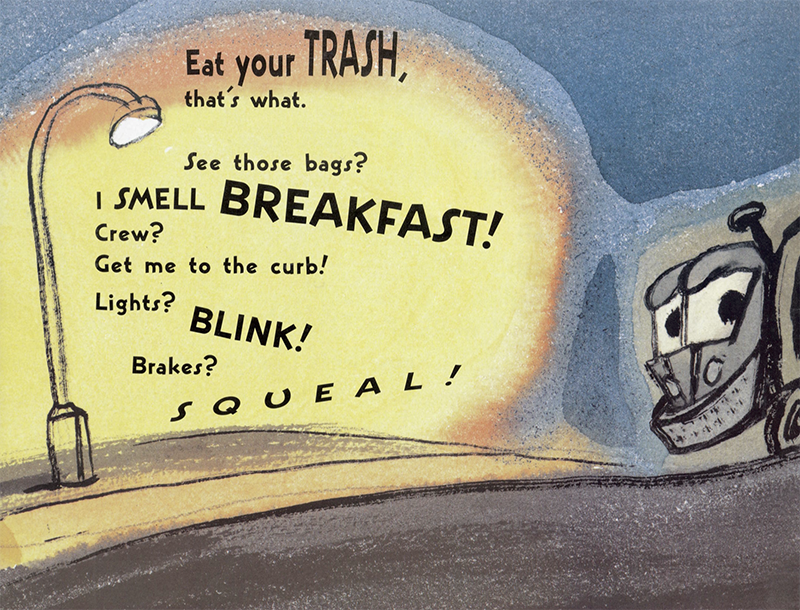 Eat your TRASH,
that's what.
See those bags?
I SMELL BREAKFAST!
Crew?
Get me to the curb!
Lights? BLINK!
Brakes?
SQUEAL!